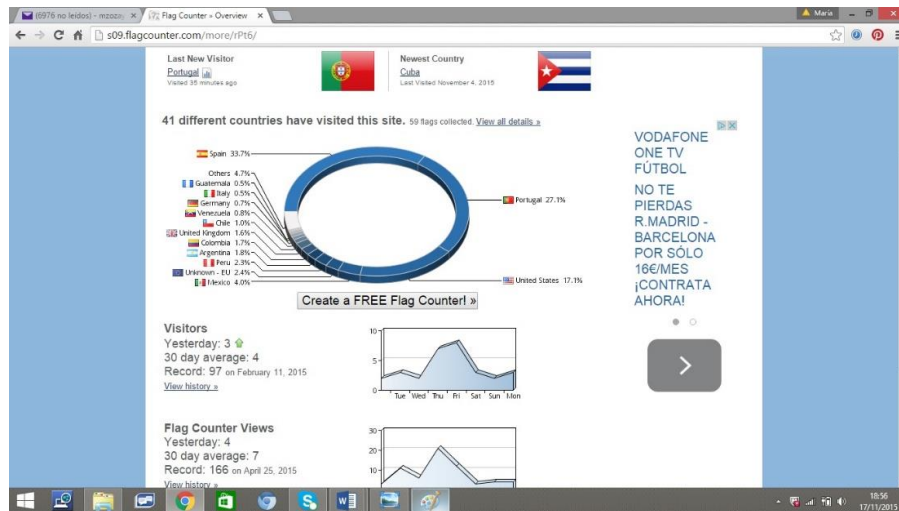 (6976 no leídos) - mzoza
Flag Counter » Overview
Maria
s09.flagcounter.com/more/rPt6/
Last New Visitor
Portugal
Visited 35 minutes ago
Newest Country
Cuba
Last Visited November 4, 2015
41 different countries have visited this site. 59 flags collected. View all details »
Spain 33.7%
Others 4.7%
Guatemala 0.5%
Italy 0.5%
Germany 0.7%
Venezuela 0.8%
Chile 1.0%
United Kingdom 1.6%
Colombia 1.7%
Argentina 1.8%
Peru 2.3%
Unknown - EU 2.4%
Mexico 4.0%
Portugal 27.1%
United States 17.1%
Create a FREE Flag Counter! »
VODAFONE
ONE TV
FÚTBOL
NO TE
PIERDAS
R.MADRID -
BARCELONA
POR SÓLO
16€/MES
¡CONTRATA
AHORA!
Visitors
Yesterday: 3
30 day average: 4
Record: 97 on February 11, 2015
View history »
10
5
0
Tue Wed Thu Fri Sat Sun Mon
Flag Counter Views
Yesterday: 4
30 day average: 7
Record: 166 on April 25, 2015
View history »
30
20
10
18:56
17/11/2015